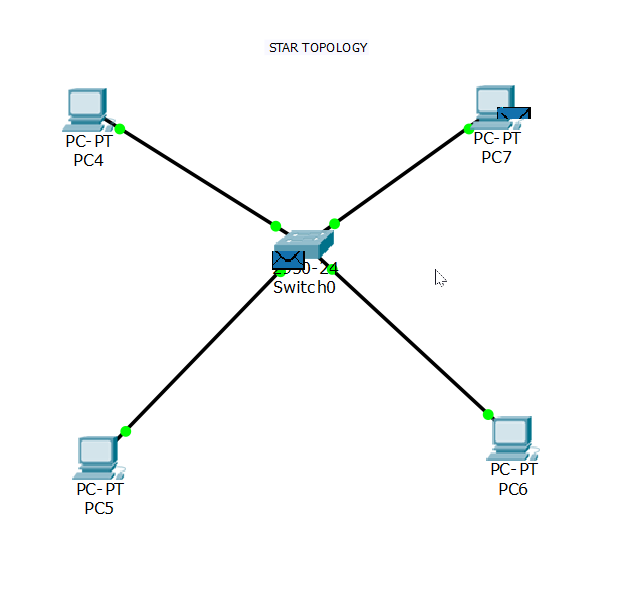 STAR TOPOLOGY
PC-PT
PC4
PC-PT
PC7
Switch0
PC-PT
PC5
PC-PT
PC6